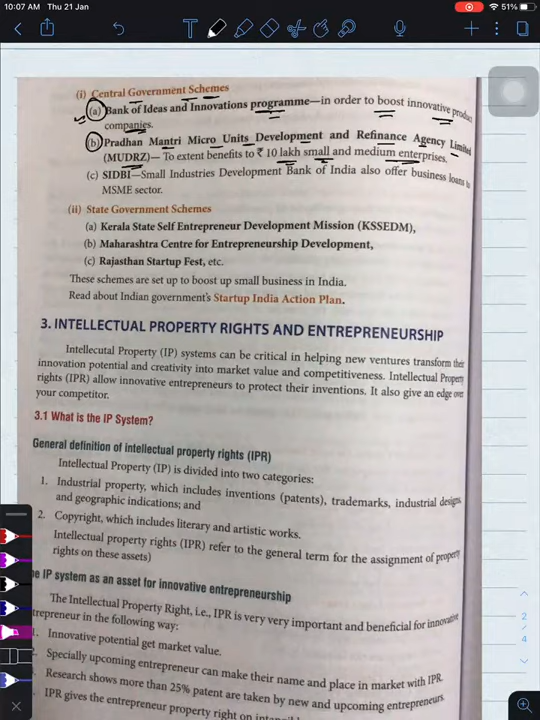 10:07 AM Thu 21 Jan
51%
(i) Central Government Schemes
(a) Bank of Ideas and Innovations programme—in order to boost innovative product
companies.
(b) Pradhan Mantri Micro Units Development and Refinance Agency Limited
(MUDRZ)— To extent benefits to ₹ 10 lakh small and medium enterprises.
(c) SIDBI—Small Industries Development Bank of India also offer business loans to
MSME sector.
(ii) State Government Schemes
(a) Kerala State Self Entrepreneur Development Mission (KSSEDM),
(b) Maharashtra Centre for Entrepreneurship Development,
(c) Rajasthan Startup Fest, etc.
These schemes are set up to boost up small business in India.
Read about Indian government's Startup India Action Plan.
3. INTELLECTUAL PROPERTY RIGHTS AND ENTREPRENEURSHIP
Intellecutal Property (IP) systems can be critical in helping new ventures transform their
innovation potential and creativity into market value and competitiveness. Intellectual Property
rights (IPR) allow innovative entrepreneurs to protect their inventions. It also give an edge over
your competitor.
3.1 What is the IP System?
General definition of intellectual property rights (IPR)
Intellectual Property (IP) is divided into two categories:
1. Industrial property, which includes inventions (patents), trademarks, industrial designs,
and geographic indications; and
2. Copyright, which includes literary and artistic works.
Intellectual property rights (IPR) refer to the general term for the assignment of property
rights on these assets)
he IP system as an asset for innovative entrepreneurship
The Intellectual Property Right, i.e., IPR is very very important and beneficial for innovative
trepreneur in the following way:
1. Innovative potential get market value.
Specially upcoming entrepreneur can make their name and place in market with IPR.
Research shows more than 25% patent are taken by new and upcoming entrepreneurs.
IPR gives the entrepreneur property right on
2
4